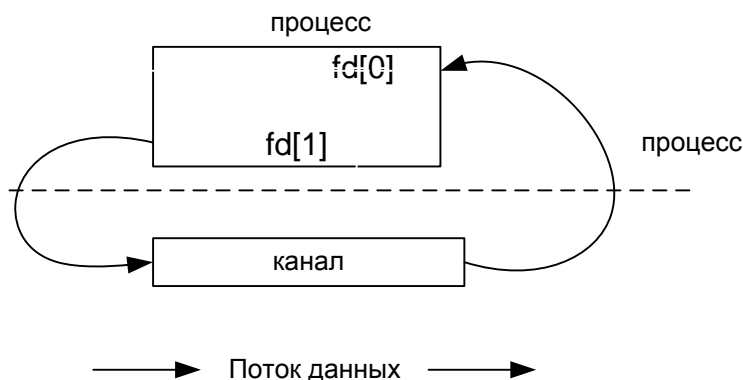 процесс
fd[0]
fd[1]
процесс
канал
Поток данных